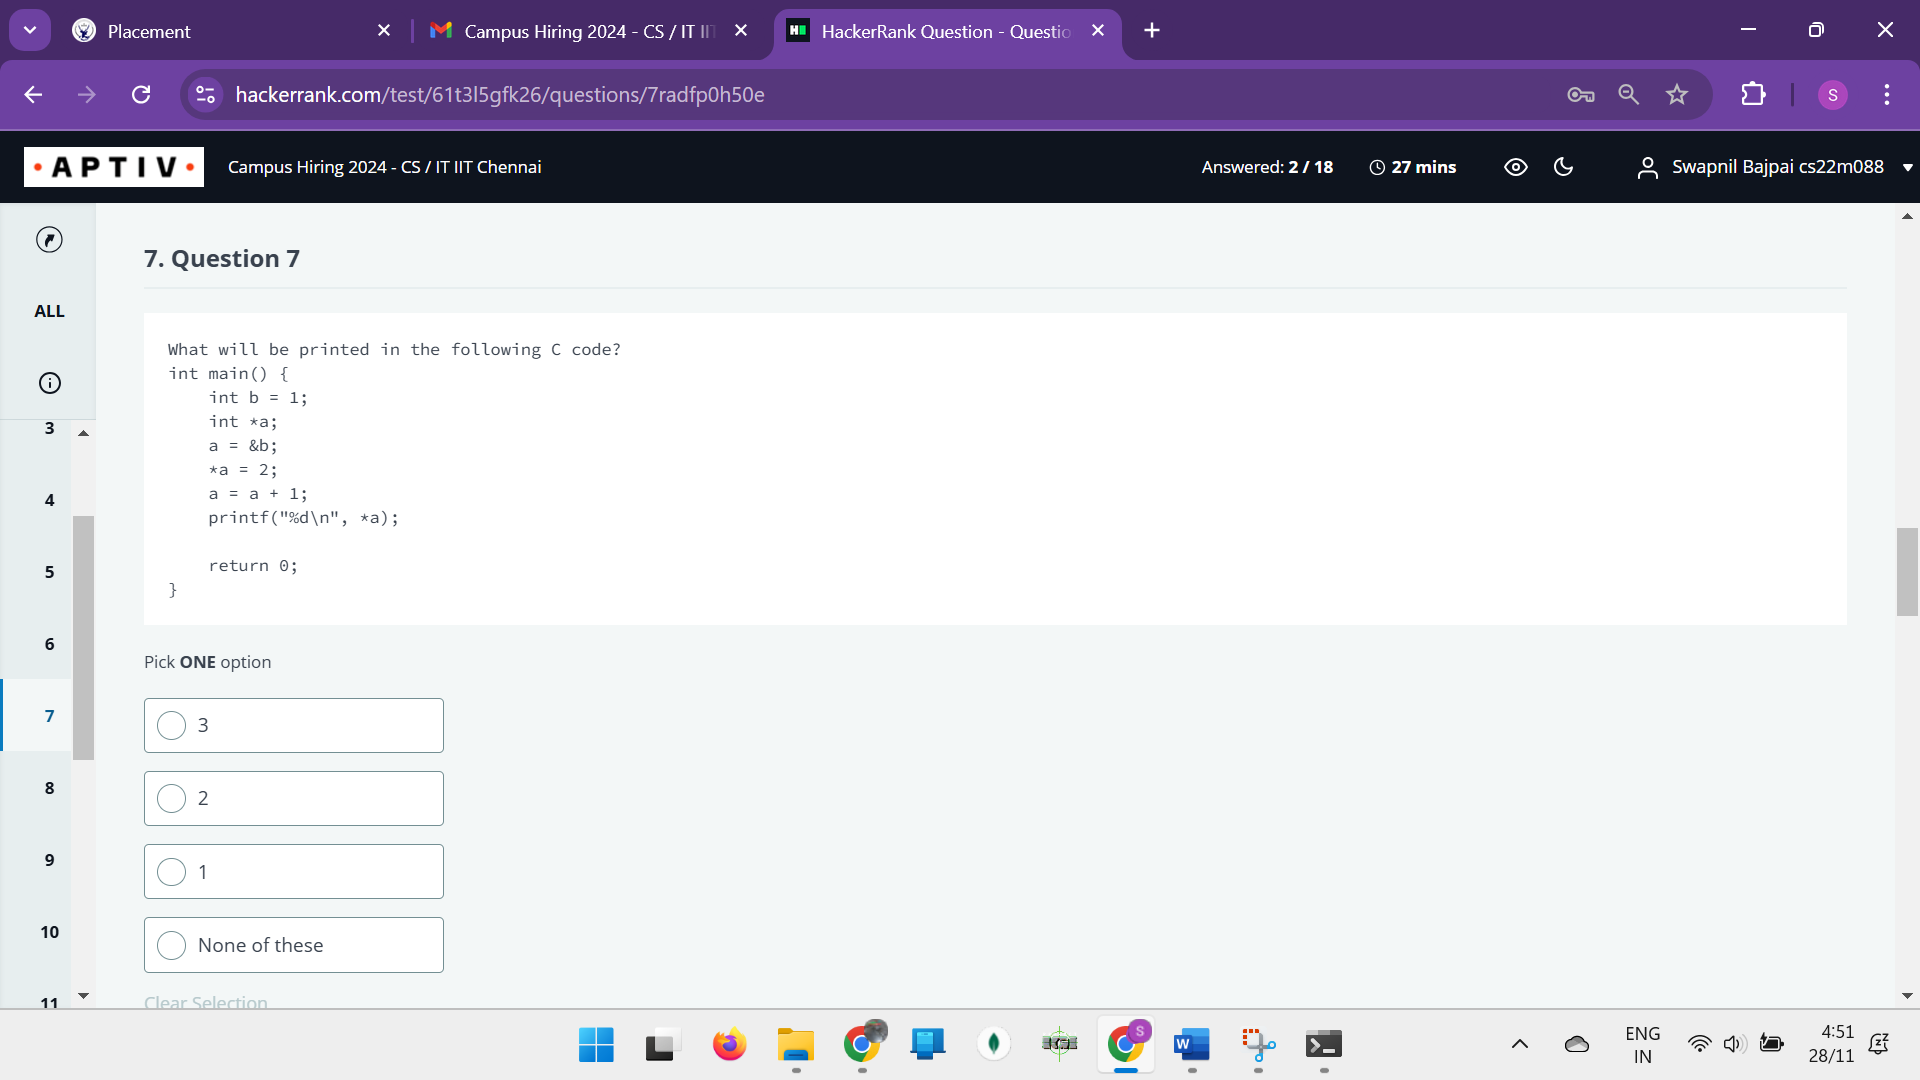 Placement
Campus Hiring 2024 - CS / IT II
HackerRank Question - Questio
hackerrank.com/test/61t3l5gfk26/questions/7radfp0h50e
S
APTIV
Campus Hiring 2024 - CS / IT IIT Chennai
Answered: 2 / 18
27 mins
Swapnil Bajpai cs22m088
ALL
3
4
5
6
7
8
9
10
11
7. Question 7
What will be printed in the following C code?
int main() {
    int b = 1;
    int *a;
    a = &b;
    *a = 2;
    a = a + 1;
    printf("%d\n", *a);
    return 0;
}
Pick ONE option
3
2
1
None of these
Clear Selection
S
W
ENG
IN
4:51
28/11